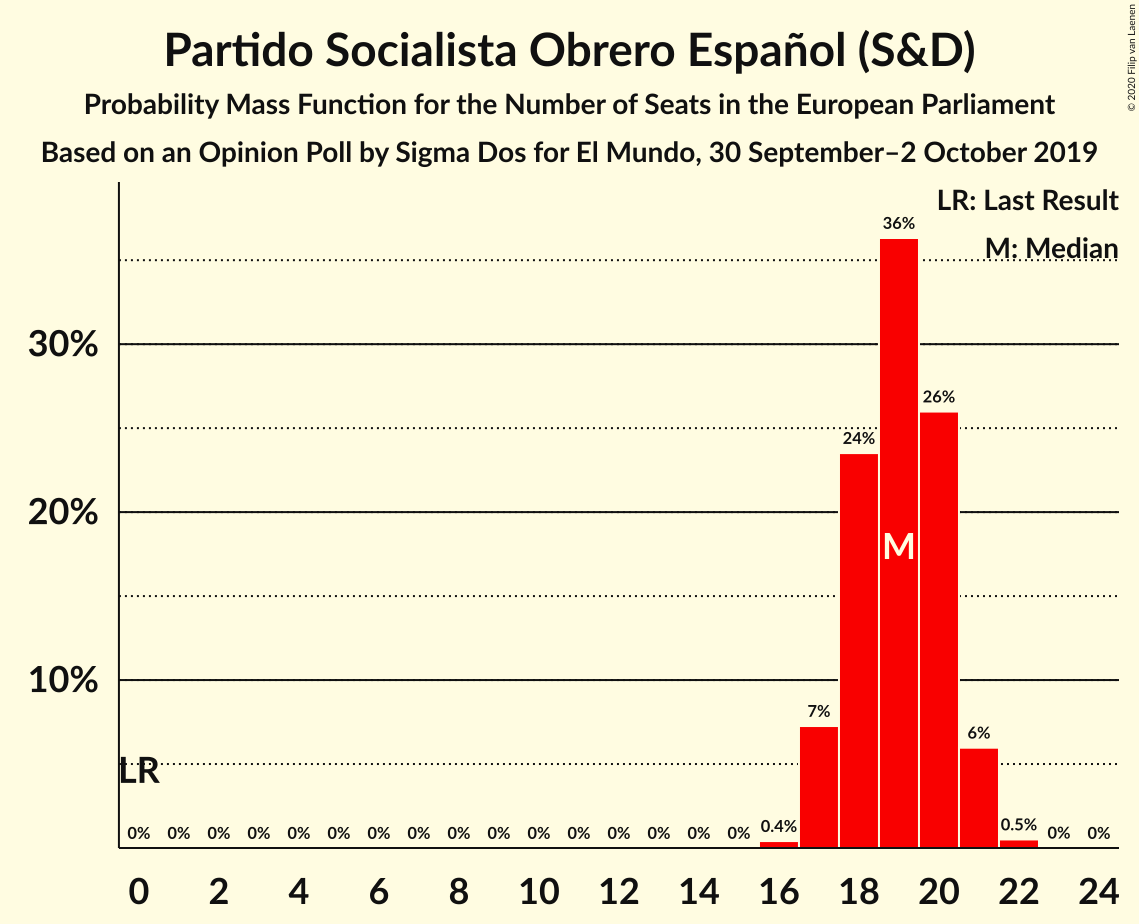 Partido Socialista Obrero Español (S&D)
Probability Mass Function for the Number of Seats in the European Parliament
Based on an Opinion Poll by Sigma Dos for El Mundo, 30 September–2 October 2019
© 2020 Filip van Laenen
LR: Last Result
M: Median
36%
30%
26%
24%
20%
M
10%
7%
6%
LR
0% 0% 0% 0% 0% 0% 0% 0% 0% 0% 0% 0% 0% 0% 0% 0% 0.4% 0.5% 0% 0%
0 2 4 6 8 10 12 14 16 18 20 22 24